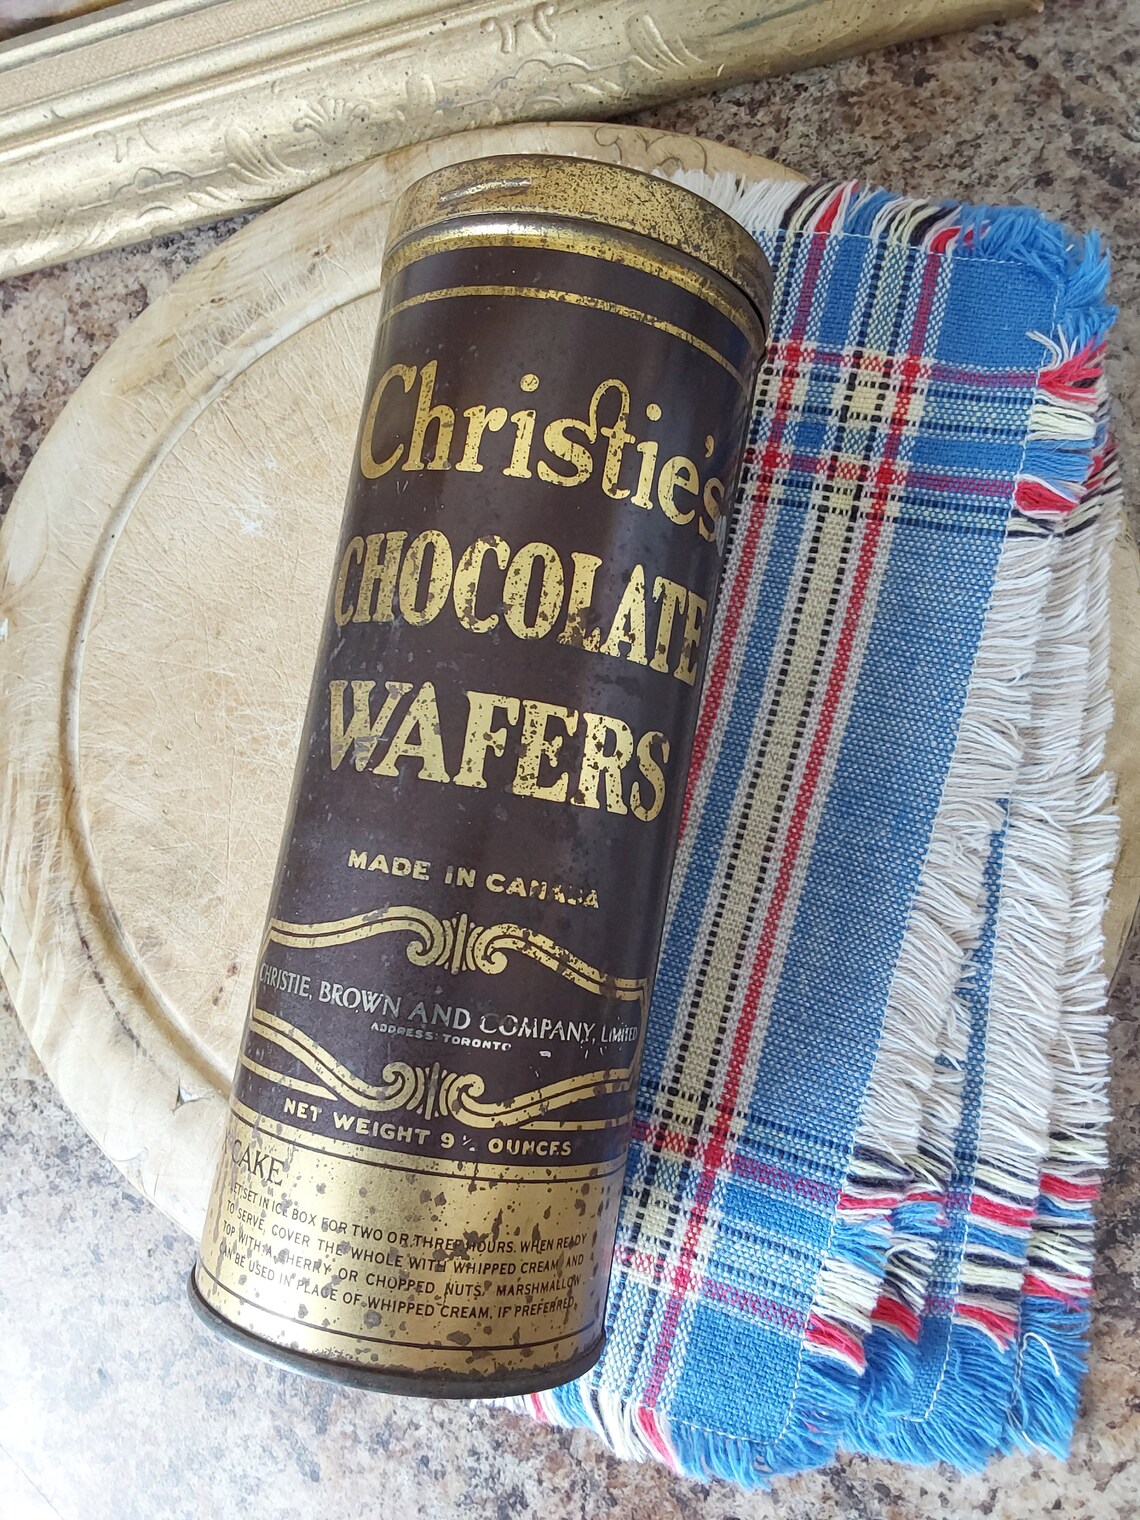 Christie's
CHOCOLATE
WAFERS
MADE IN CANADA
CHRISTIE, BROWN AND COMPANY, LIMITED
ADDRESS: TORONTO
NET WEIGHT 9½ OUNCES
CAKE
LET SET IN ICE BOX FOR TWO OR THREE HOURS. WHEN READY
TO SERVE, COVER THE WHOLE WITH WHIPPED CREAM AND
TOP WITH A CHERRY OR CHOPPED NUTS. MARSHMALLOW
CAN BE USED IN PLACE OF WHIPPED CREAM, IF PREFERRED.